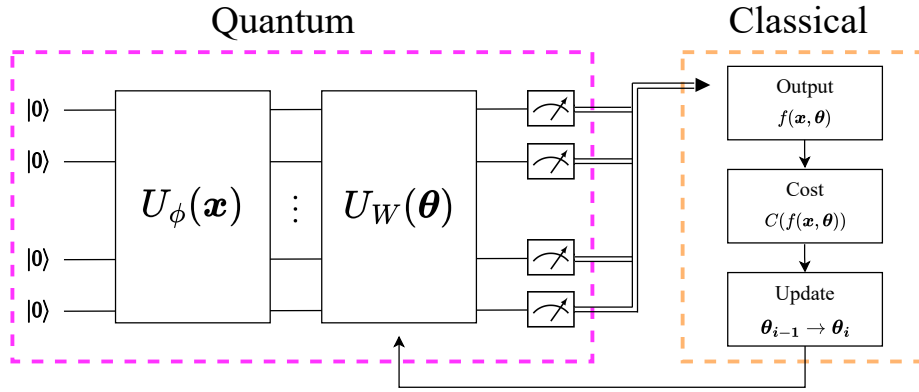 Quantum
Classical
|0⟩
|0⟩
|0⟩
|0⟩
U_ϕ(𝒙)
⋮
U_W(𝜽)
Output
f(𝒙, 𝜽)
Cost
C(f(𝒙, 𝜽))
Update
𝜽_{i−1} → 𝜽_i